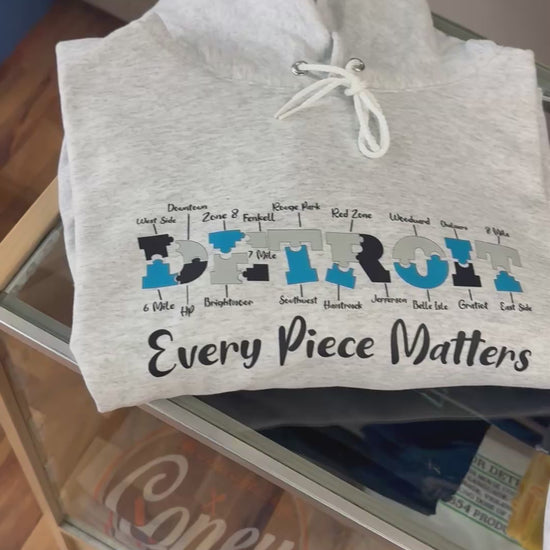 Downtown
West Side
Zone 8
Fenkell
Rouge Park
Red Zone
Woodward
8 Mile
7 Mile
DETROIT
6 Mile
HP
Brightmoor
Southwest
Hamtramck
Jefferson
Belle Isle
Gratiot
East Side
Every Piece Matters
Coney